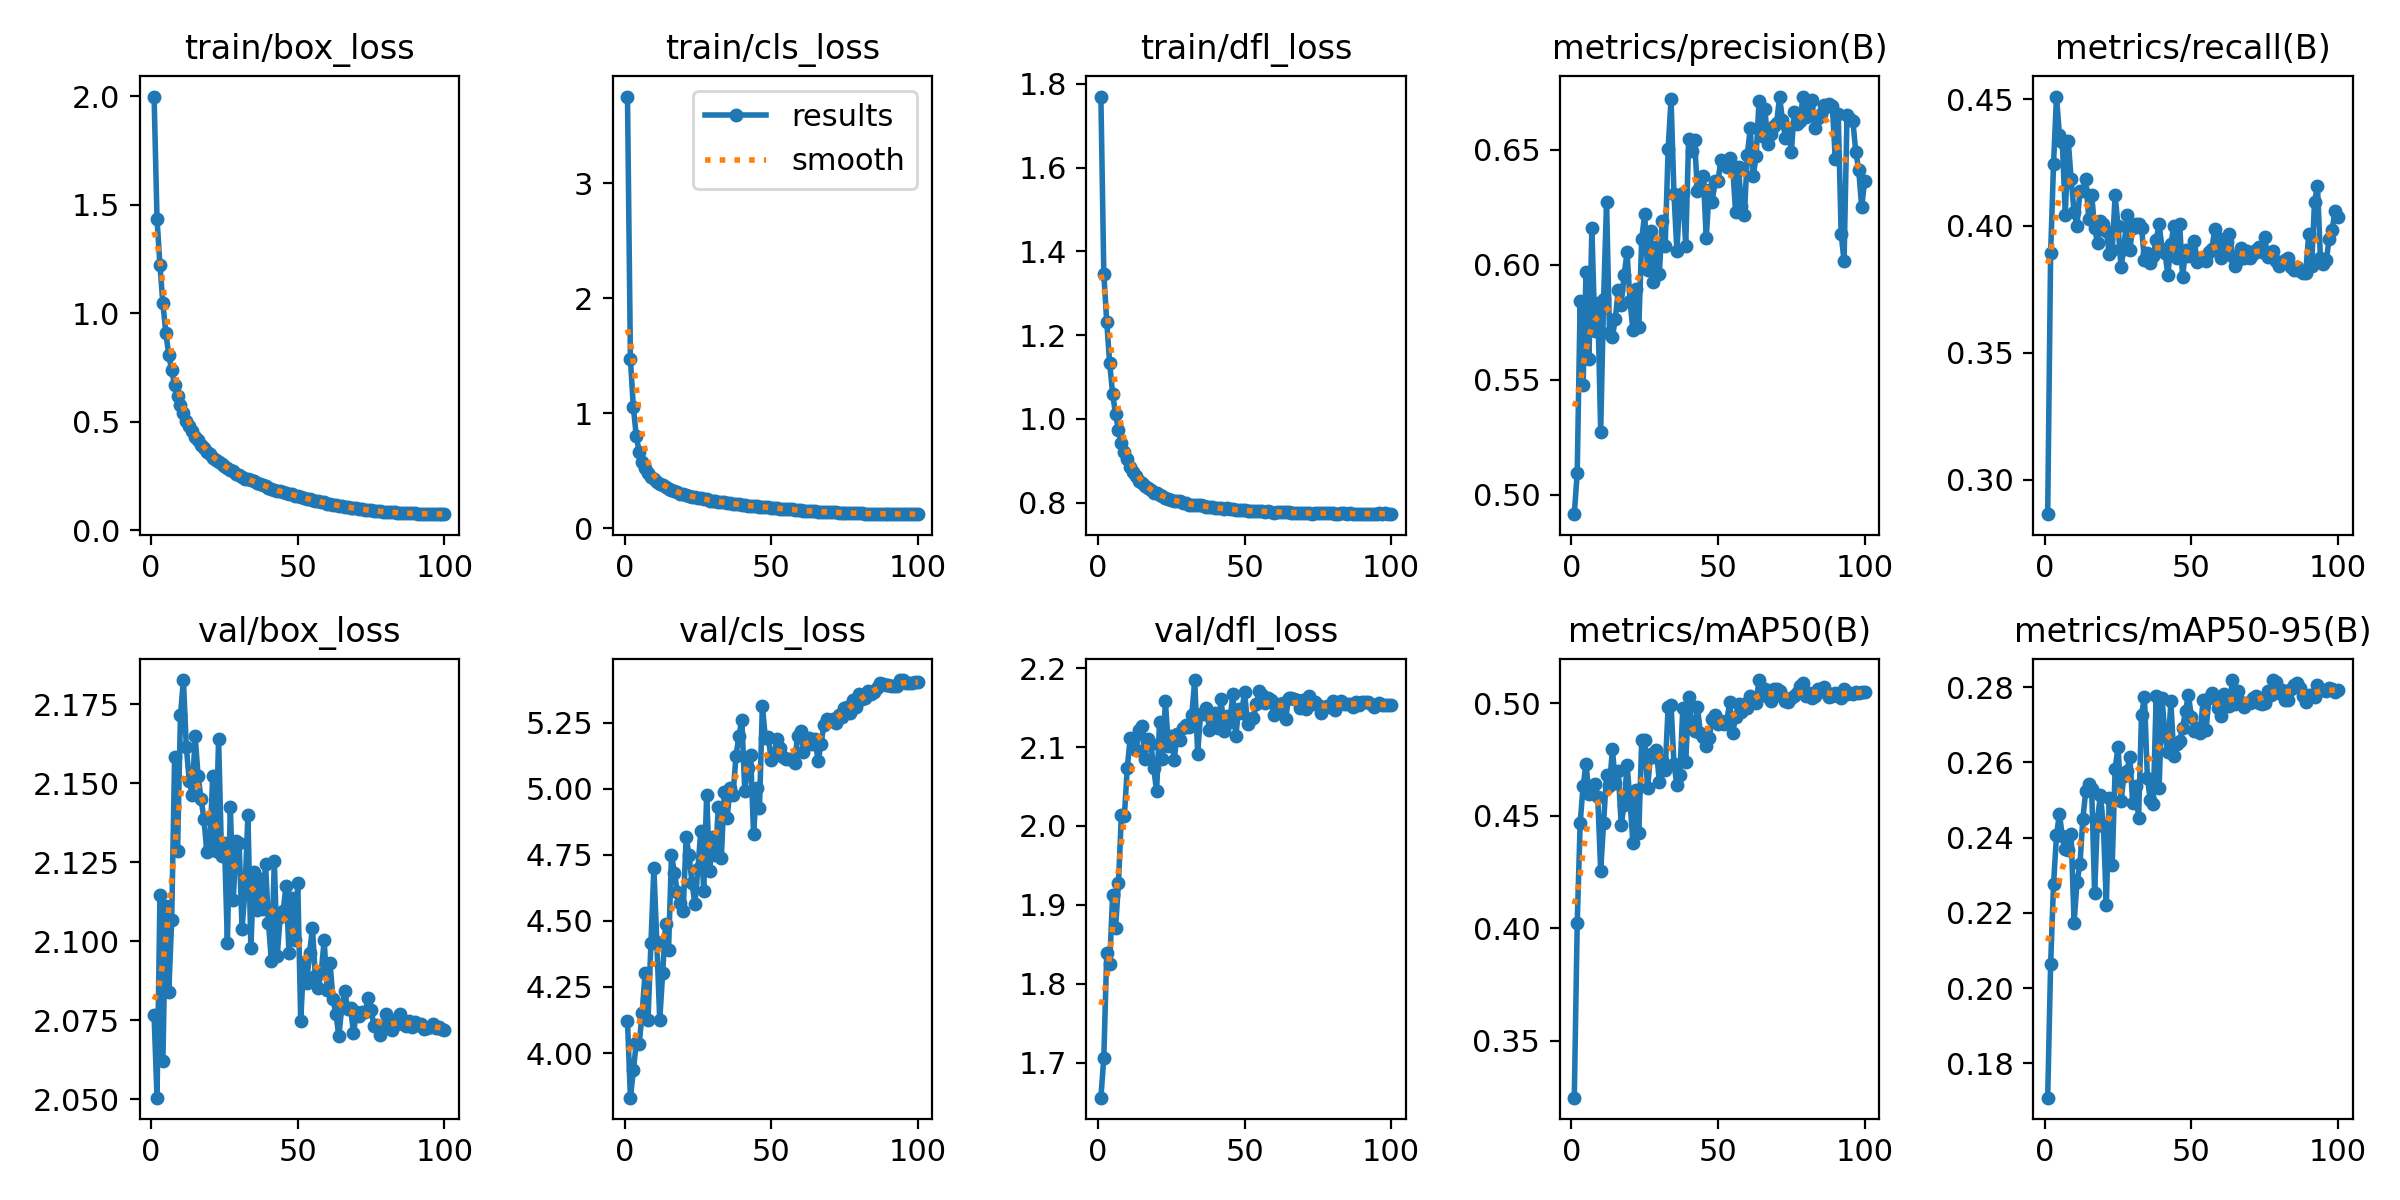 train/box_loss
2.0
1.5
1.0
0.5
0.0
0 50 100
train/cls_loss
results
smooth
3
2
1
0
0 50 100
train/dfl_loss
1.8
1.6
1.4
1.2
1.0
0.8
0 50 100
metrics/precision(B)
0.65
0.60
0.55
0.50
0 50 100
metrics/recall(B)
0.45
0.40
0.35
0.30
0 50 100
val/box_loss
2.175
2.150
2.125
2.100
2.075
2.050
0 50 100
val/cls_loss
5.25
5.00
4.75
4.50
4.25
4.00
0 50 100
val/dfl_loss
2.2
2.1
2.0
1.9
1.8
1.7
0 50 100
metrics/mAP50(B)
0.50
0.45
0.40
0.35
0 50 100
metrics/mAP50-95(B)
0.28
0.26
0.24
0.22
0.20
0.18
0 50 100